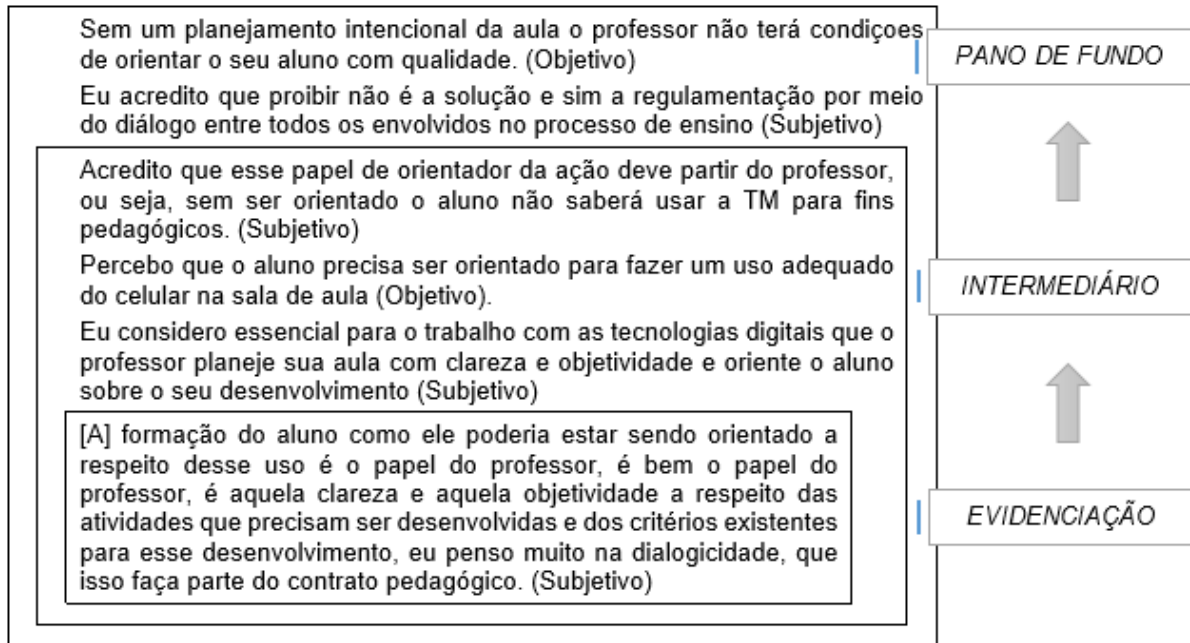 Sem um planejamento intencional da aula o professor não terá condiçoes
de orientar o seu aluno com qualidade. (Objetivo)
Eu acredito que proibir não é a solução e sim a regulamentação por meio
do diálogo entre todos os envolvidos no processo de ensino (Subjetivo)
PANO DE FUNDO
Acredito que esse papel de orientador da ação deve partir do professor,
ou seja, sem ser orientado o aluno não saberá usar a TM para fins
pedagógicos. (Subjetivo)
Percebo que o aluno precisa ser orientado para fazer um uso adequado
do celular na sala de aula (Objetivo).
Eu considero essencial para o trabalho com as tecnologias digitais que o
professor planeje sua aula com clareza e objetividade e oriente o aluno
sobre o seu desenvolvimento (Subjetivo)
INTERMEDIÁRIO
[A] formação do aluno como ele poderia estar sendo orientado a
respeito desse uso é o papel do professor, é bem o papel do
professor, é aquela clareza e aquela objetividade a respeito das
atividades que precisam ser desenvolvidas e dos critérios existentes
para esse desenvolvimento, eu penso muito na dialogicidade, que
isso faça parte do contrato pedagógico. (Subjetivo)
EVIDENCIAÇÃO